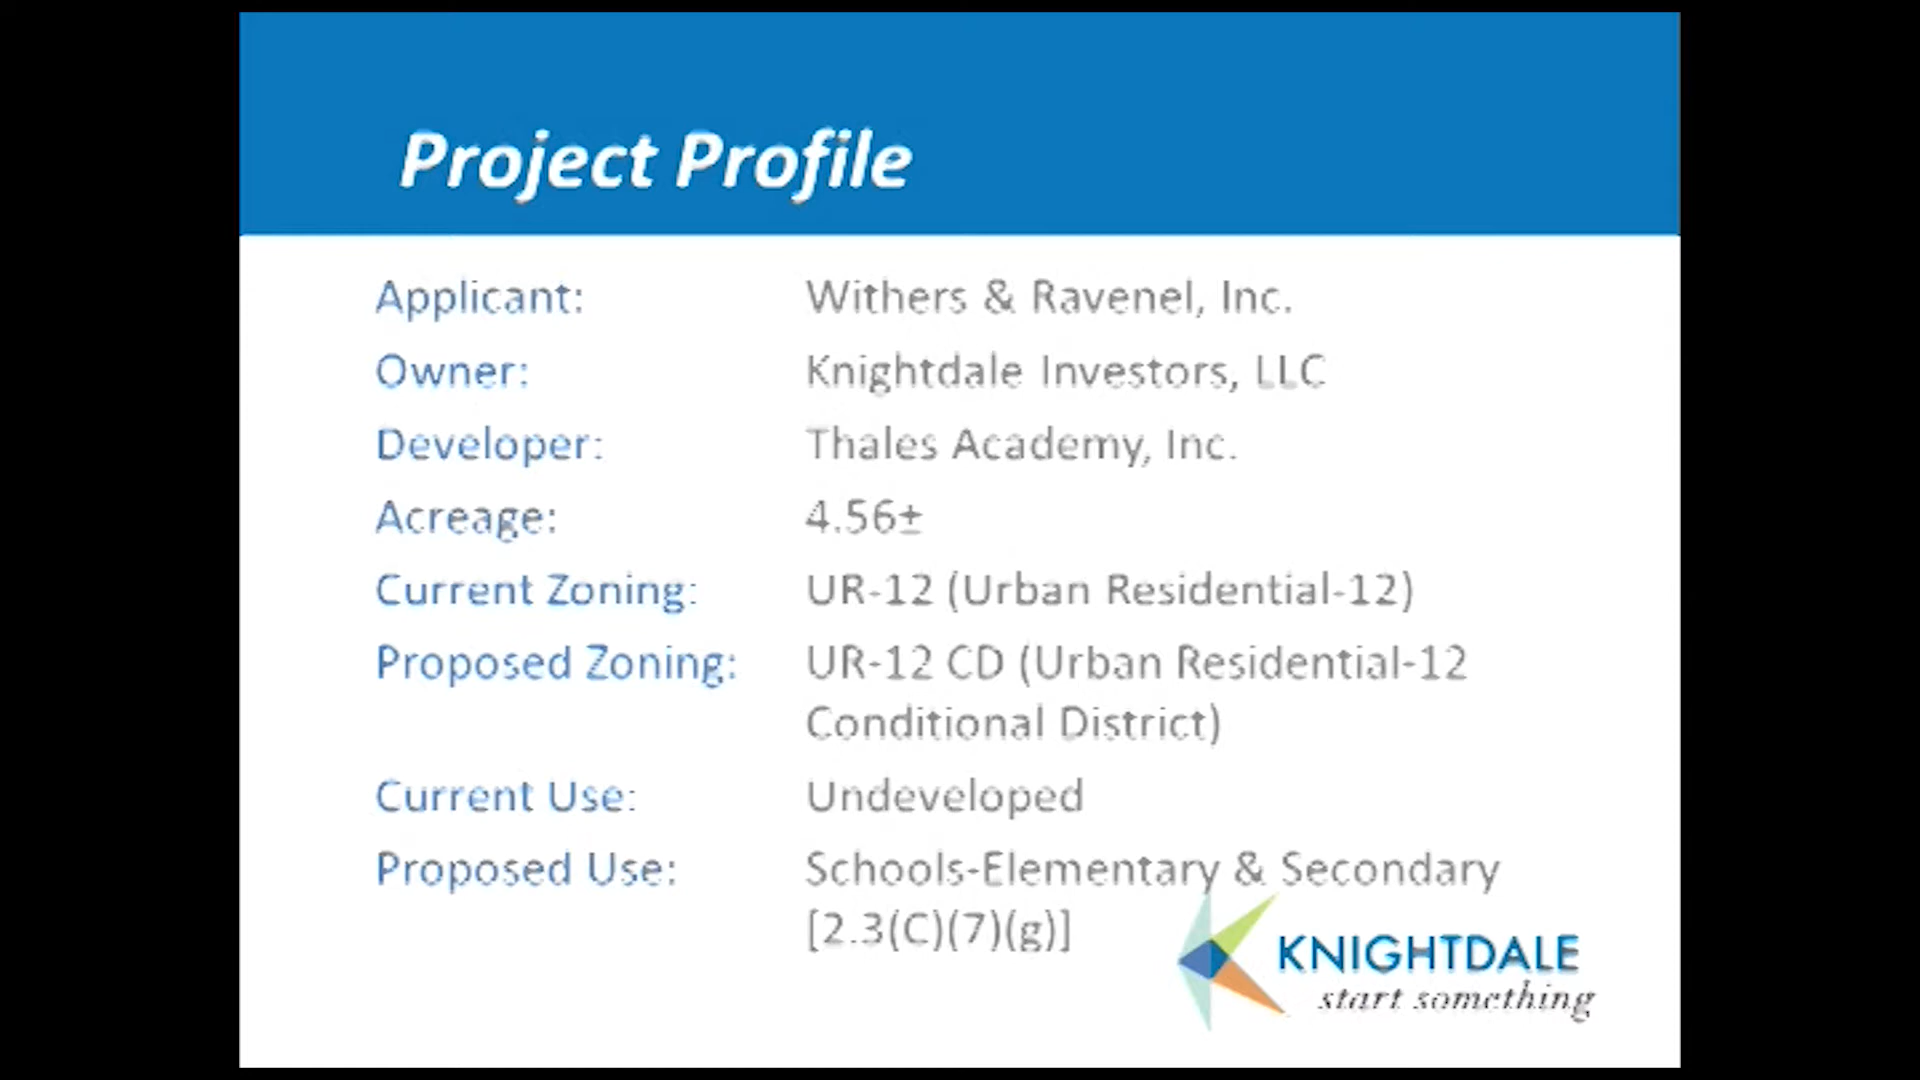 Project Profile
Applicant: Withers & Ravenel, Inc.
Owner: Knightdale Investors, LLC
Developer: Thales Academy, Inc.
Acreage: 4.56±
Current Zoning: UR-12 (Urban Residential-12)
Proposed Zoning: UR-12 CD (Urban Residential-12
Conditional District)
Current Use: Undeveloped
Proposed Use: Schools-Elementary & Secondary
[2.3(C)(7)(g)]
KNIGHTDALE
start something